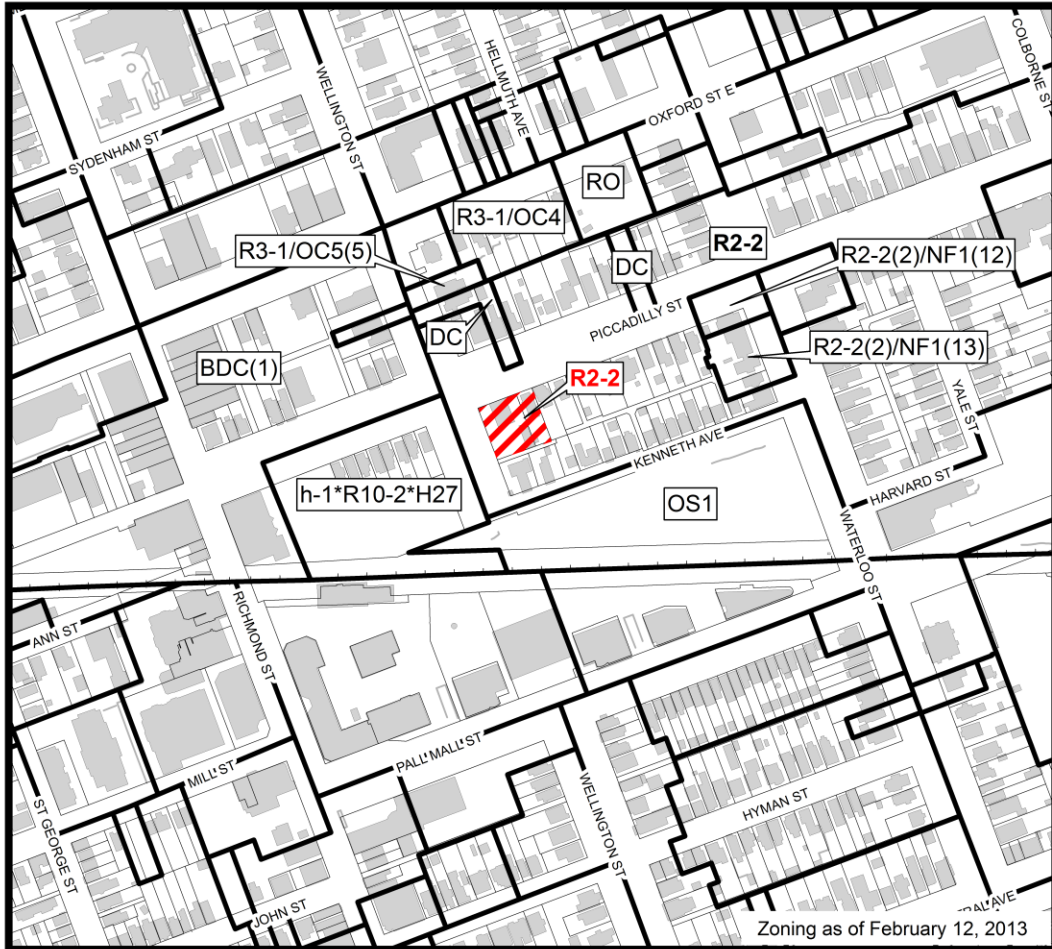 SYDENHAM ST
WELLINGTON ST
HELLMUTH AVE
OXFORD ST E
COLBORNE ST
RO
R3-1/OC4
R3-1/OC5(5)
DC
R2-2
R2-2(2)/NF1(12)
PICCADILLY ST
DC
R2-2(2)/NF1(13)
BDC(1)
R2-2
YALE ST
KENNETH AVE
h-1*R10-2*H27
OS1
HARVARD ST
WATERLOO ST
ANN ST
RICHMOND ST
PALL MALL ST
MILL ST
WELLINGTON ST
HYMAN ST
ST GEORGE ST
JOHN ST
RAL AVE
Zoning as of February 12, 2013